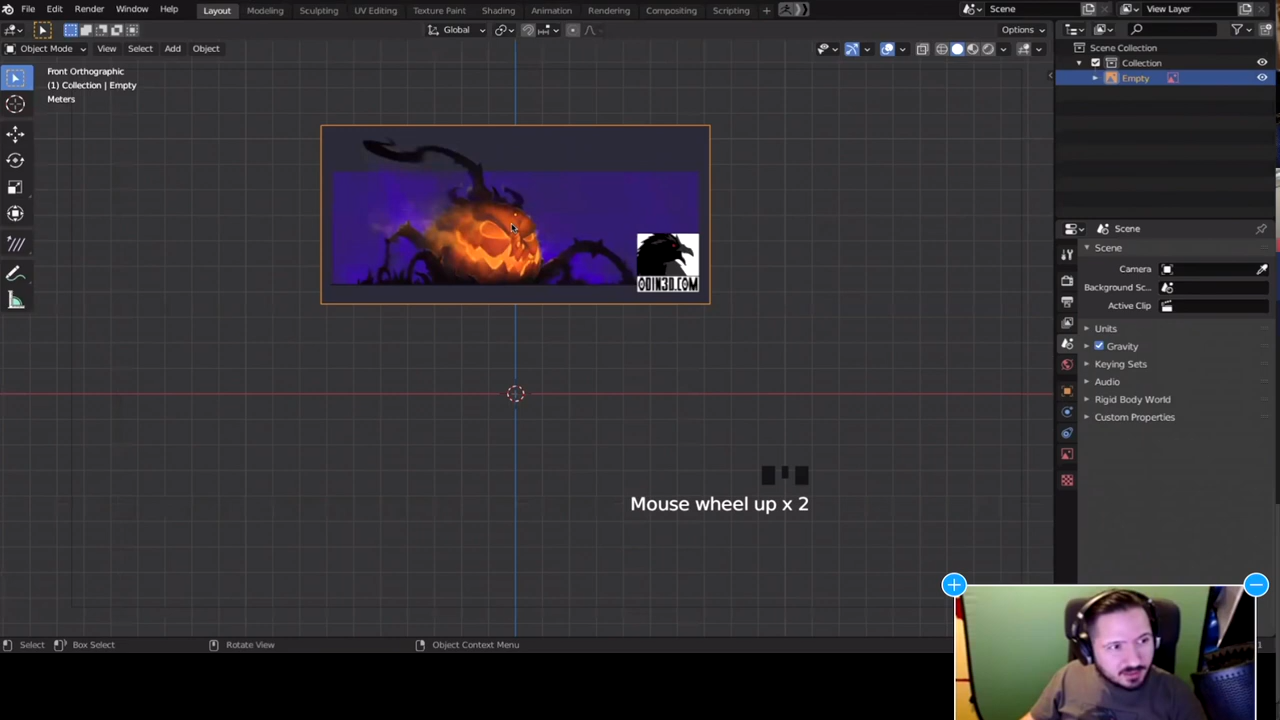 File Edit Render Window Help Layout Modeling Sculpting UV Editing Texture Paint Shading Animation Rendering Compositing Scripting + Scene View Layer
Global Options
Object Mode View Select Add Object
Front Orthographic
(1) Collection | Empty
Meters
Scene Collection
Collection
Empty
ODIN3D.COM
Scene
Scene
Camera
Background Sc...
Active Clip
Units
Gravity
Keying Sets
Audio
Rigid Body World
Custom Properties
Mouse wheel up x 2
Select Box Select Rotate View Object Context Menu